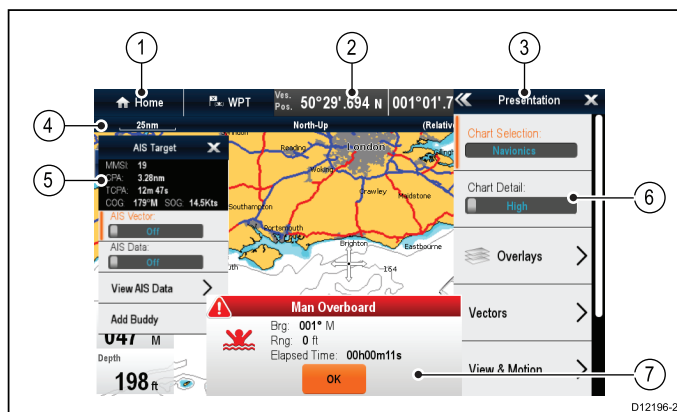 1 2 3
Home WPT Ves. Pos. 50°29'.694 N 001°01'.7 Presentation X
4 25nm North-Up (Relativ
AIS Target X
5 MMSI: 19
CPA: 3.28nm
TCPA: 12m 47s
COG 179°M SOG: 14.5Kts
AIS Vector:
Off
AIS Data:
Off
View AIS Data
Add Buddy
047 M
Depth
198 ft
Reading London
Woking
Crawley Maidstone
Southampton
Portsmouth
Brighton Eastbourne
164
Chart Selection:
Navionics
Chart Detail:
High 6
Overlays
Vectors
View & Motion
Man Overboard
Brg: 001° M
Rng: 0 ft
Elapsed Time: 00h00m11s
OK 7
D12196-2